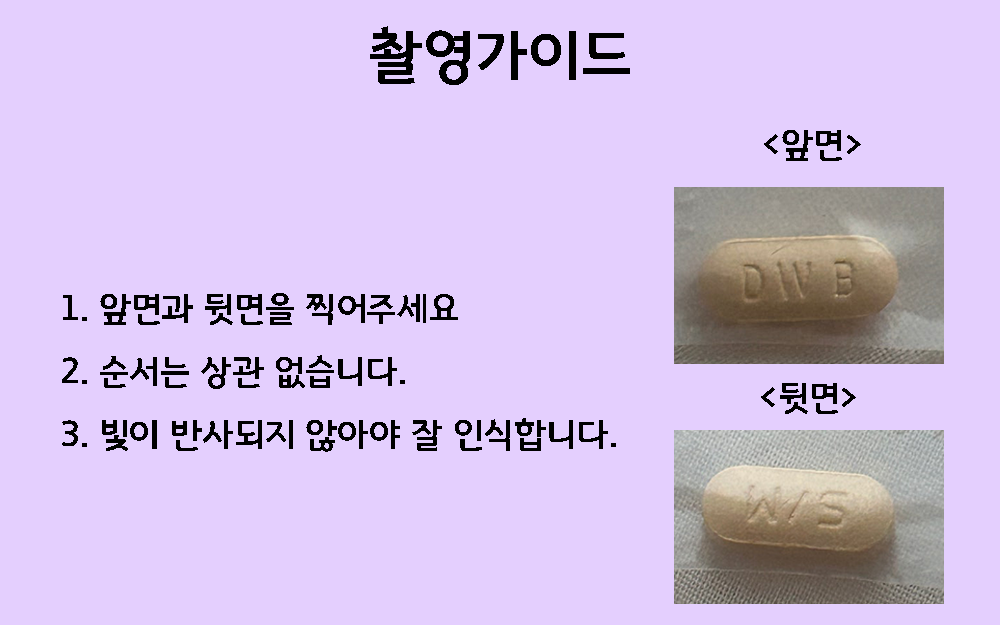 촬영가이드
1. 앞면과 뒷면을 찍어주세요
2. 순서는 상관 없습니다.
3. 빛이 반사되지 않아야 잘 인식합니다.
<앞면>
DW B
<뒷면>
S/M